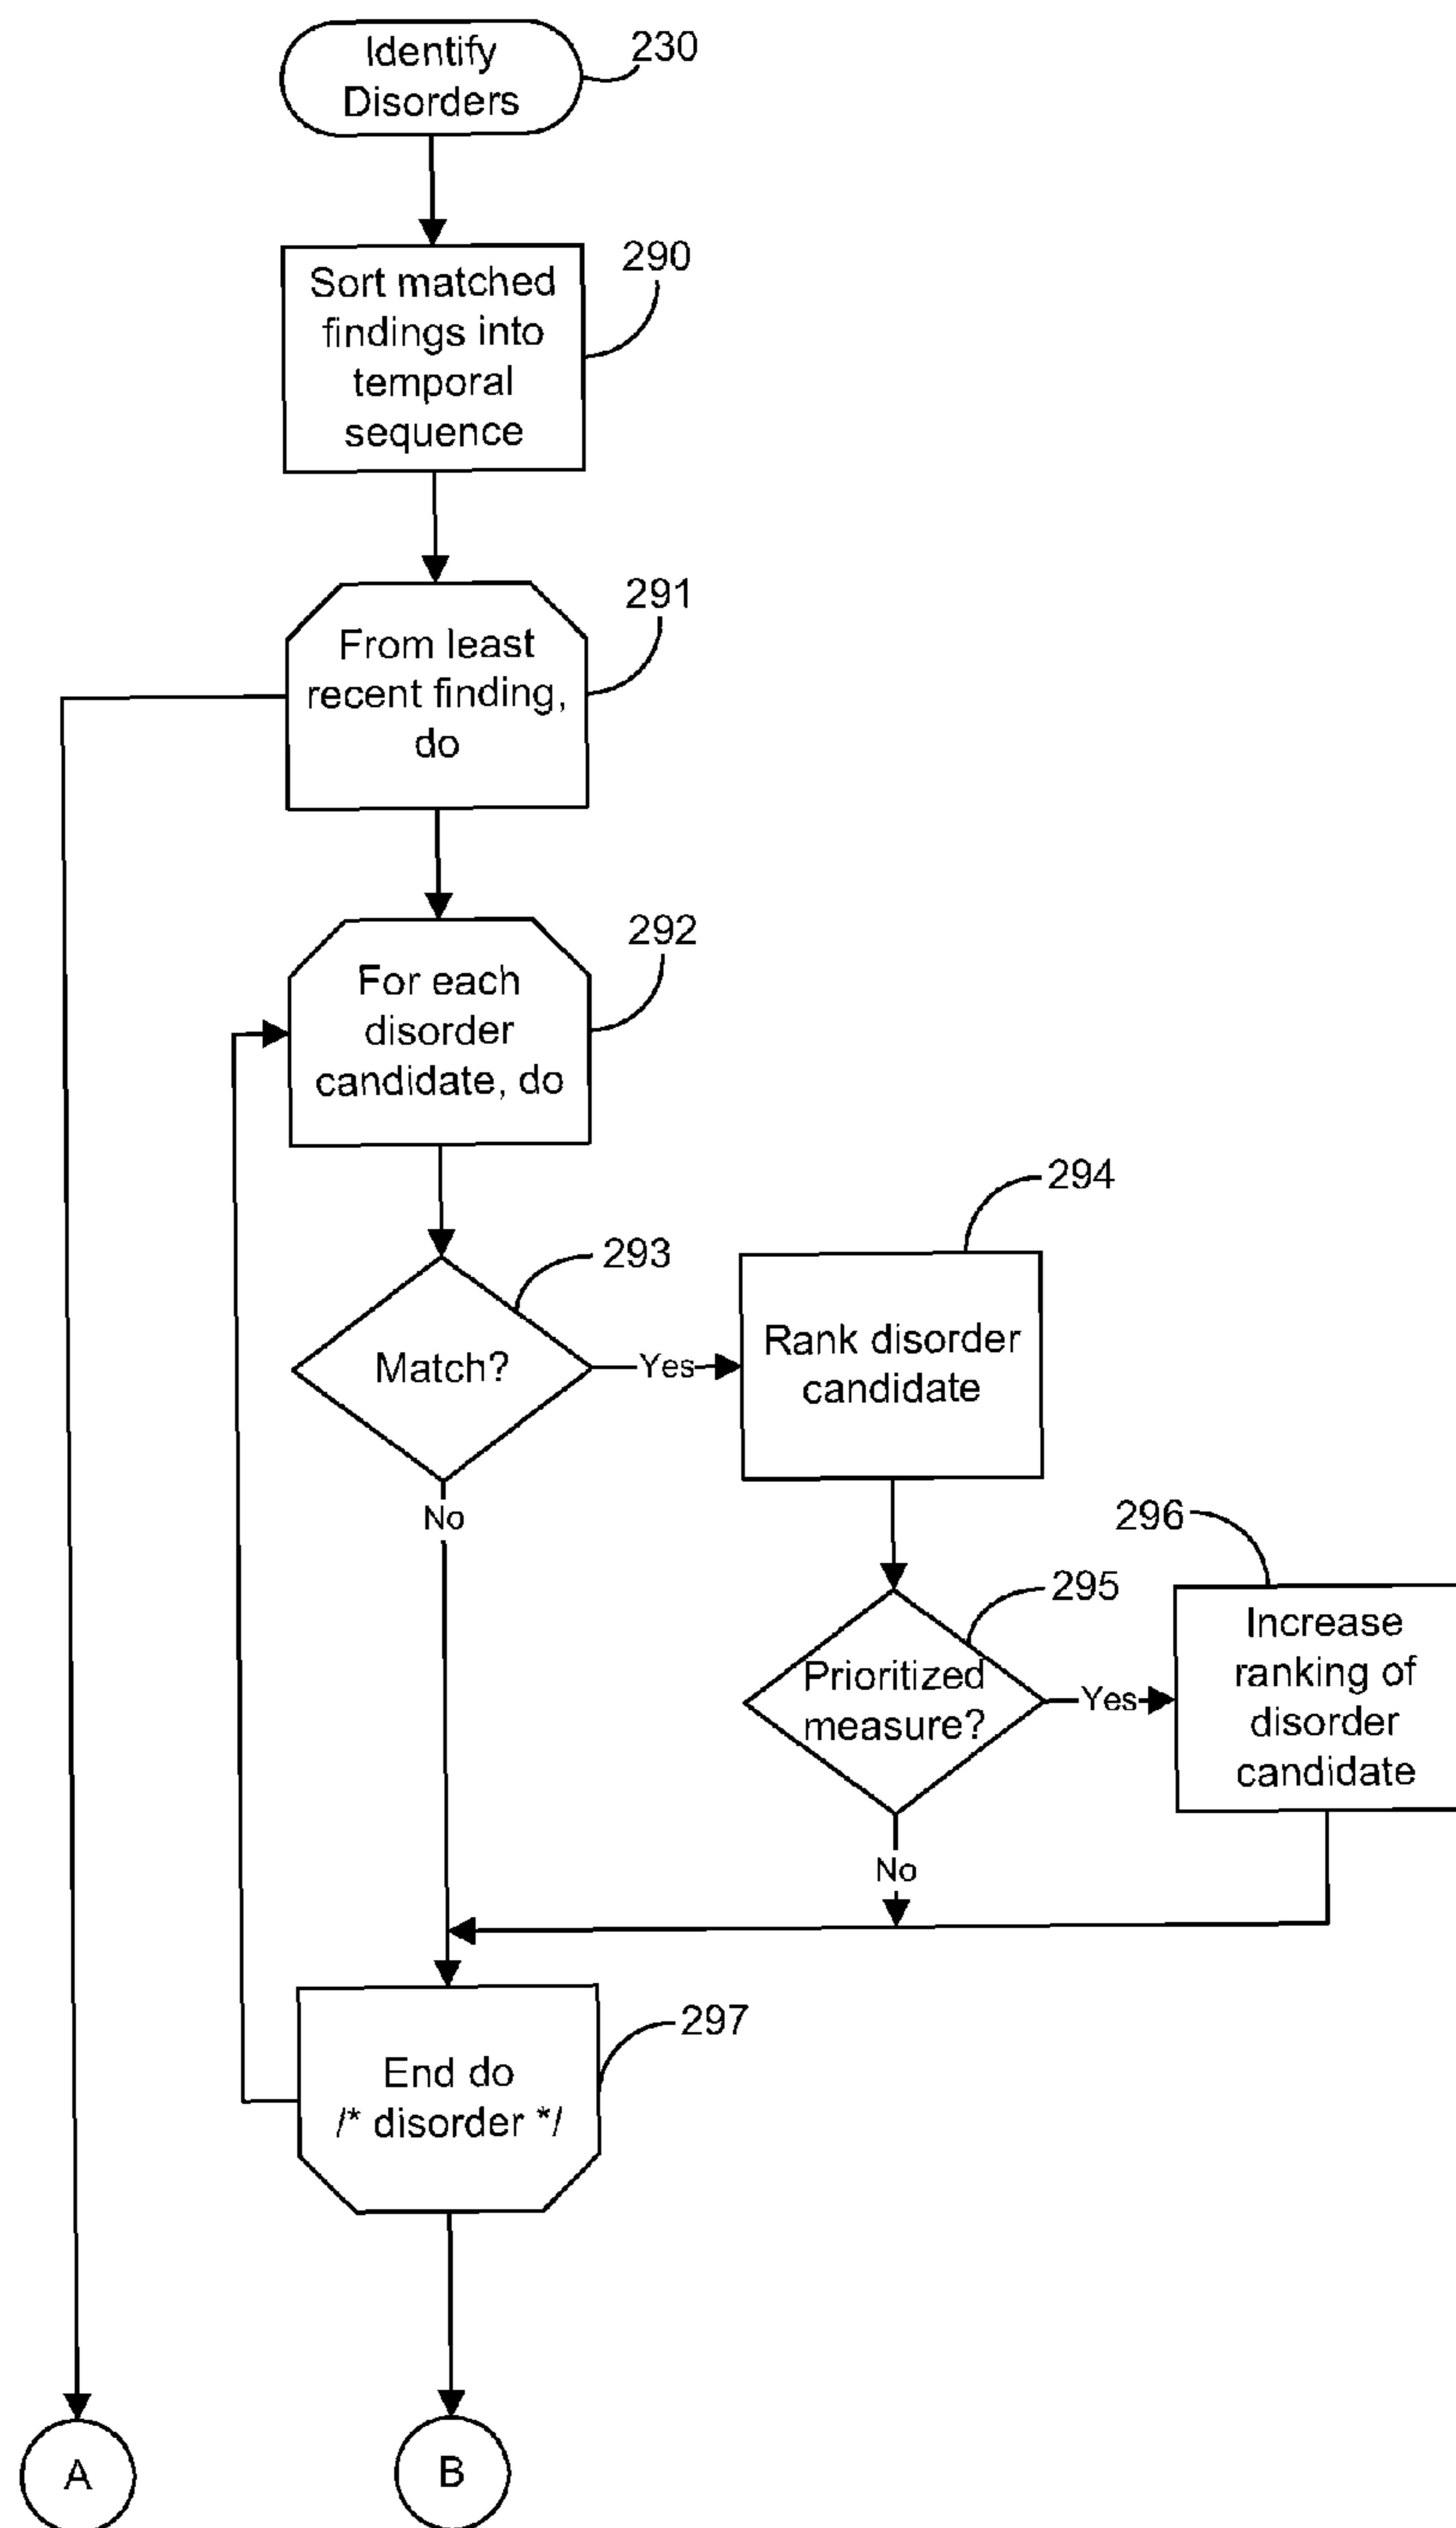 Identify
Disorders
230
Sort matched
findings into
temporal
sequence
290
From least
recent finding,
do
291
For each
disorder
candidate, do
292
Match?
293
Yes
No
Rank disorder
candidate
294
Prioritized
measure?
295
Yes
No
Increase
ranking of
disorder
candidate
296
End do
/* disorder */
297
A
B